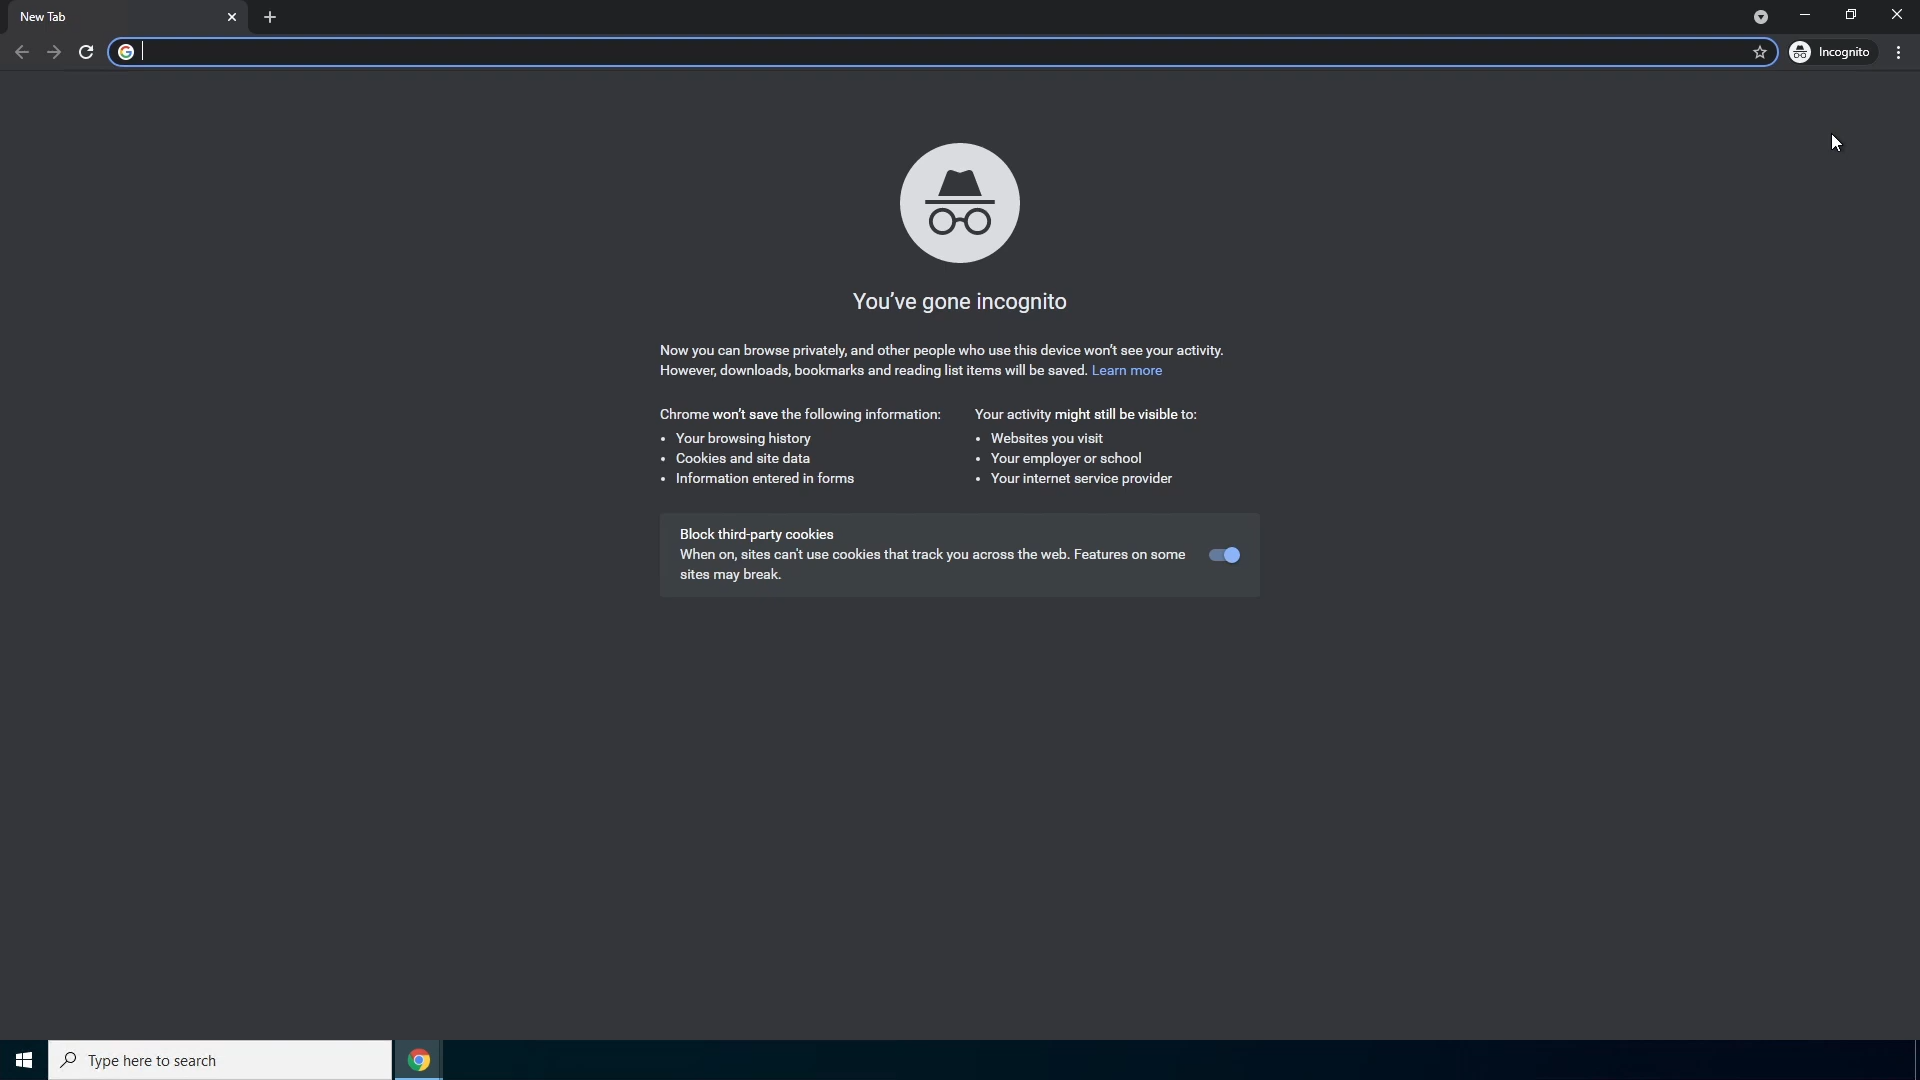 New Tab
Incognito
You've gone incognito
Now you can browse privately, and other people who use this device won't see your activity.
However, downloads, bookmarks and reading list items will be saved. Learn more
Chrome won't save the following information:
Your browsing history
Cookies and site data
Information entered in forms
Your activity might still be visible to:
Websites you visit
Your employer or school
Your internet service provider
Block third-party cookies
When on, sites can't use cookies that track you across the web. Features on some
sites may break.
Type here to search